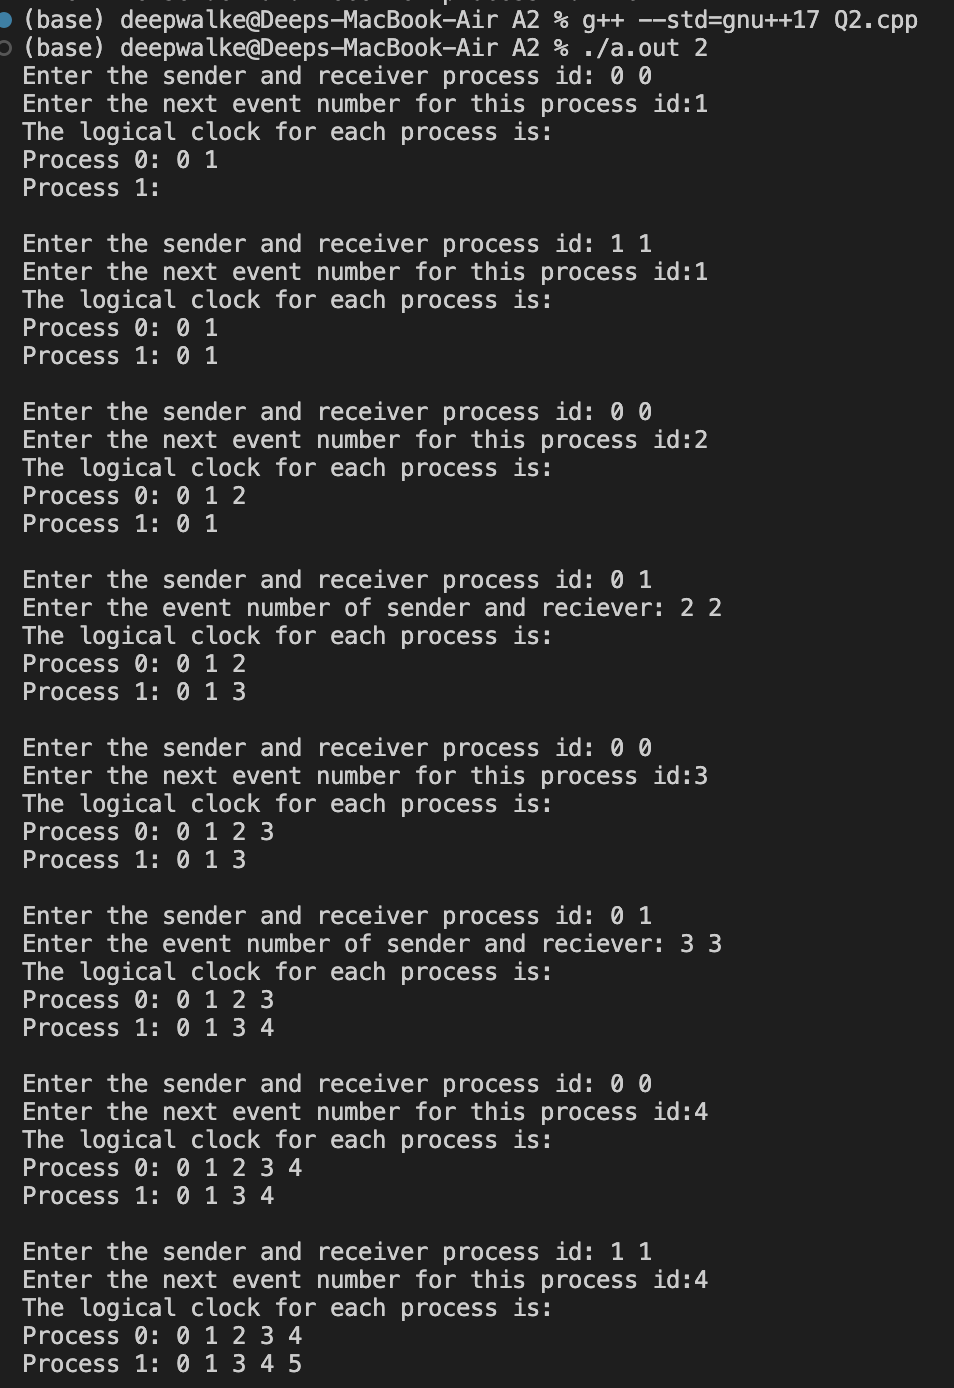 (base) deepwalke@Deeps-MacBook-Air A2 % g++ --std=gnu++17 Q2.cpp
(base) deepwalke@Deeps-MacBook-Air A2 % ./a.out 2
Enter the sender and receiver process id: 0 0
Enter the next event number for this process id:1
The logical clock for each process is:
Process 0: 0 1
Process 1:

Enter the sender and receiver process id: 1 1
Enter the next event number for this process id:1
The logical clock for each process is:
Process 0: 0 1
Process 1: 0 1

Enter the sender and receiver process id: 0 0
Enter the next event number for this process id:2
The logical clock for each process is:
Process 0: 0 1 2
Process 1: 0 1

Enter the sender and receiver process id: 0 1
Enter the event number of sender and reciever: 2 2
The logical clock for each process is:
Process 0: 0 1 2
Process 1: 0 1 3

Enter the sender and receiver process id: 0 0
Enter the next event number for this process id:3
The logical clock for each process is:
Process 0: 0 1 2 3
Process 1: 0 1 3

Enter the sender and receiver process id: 0 1
Enter the event number of sender and reciever: 3 3
The logical clock for each process is:
Process 0: 0 1 2 3
Process 1: 0 1 3 4

Enter the sender and receiver process id: 0 0
Enter the next event number for this process id:4
The logical clock for each process is:
Process 0: 0 1 2 3 4
Process 1: 0 1 3 4

Enter the sender and receiver process id: 1 1
Enter the next event number for this process id:4
The logical clock for each process is:
Process 0: 0 1 2 3 4
Process 1: 0 1 3 4 5